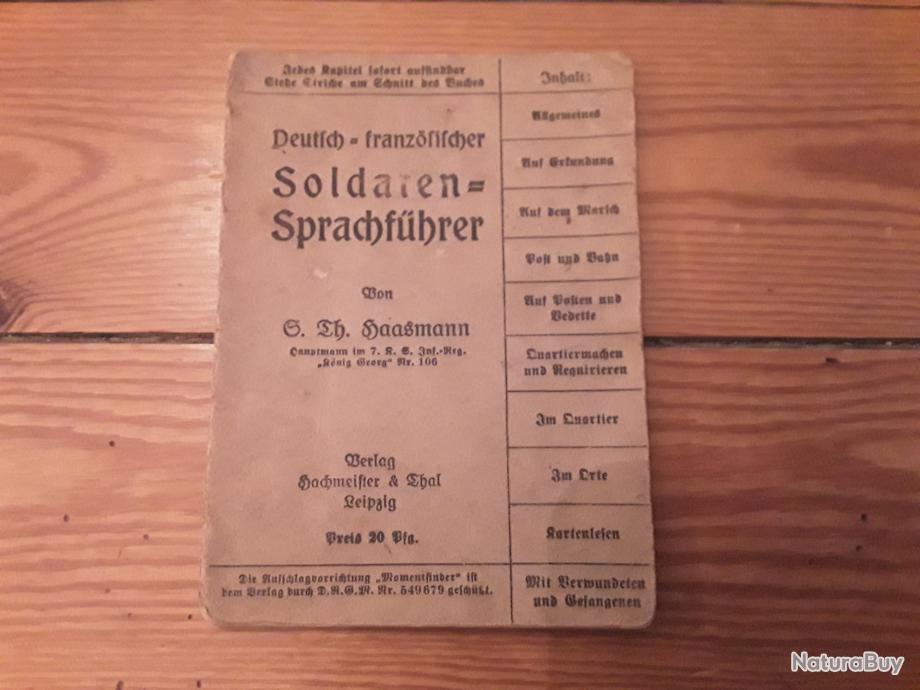 Jedes Kapitel sofort auffindbar
Siehe Striche am Schnitt des Buches
Deutsch = französischer
Soldaten=
Sprachführer
Von
S. Th. Haasmann
Hauptmann im 7. K. S. Inf.-Reg.
„König Georg" Nr. 106
Verlag
Hachmeister & Thal
Leipzig
Preis 20 Pfg.
Die Aufschlagvorrichtung „Momentfinder" ist
dem Verlag durch D.R.G.M. Nr. 549679 geschützt.
Inhalt:
Allgemeines
Auf Erkundung
Auf dem Marsch
Post und Bahn
Auf Posten und
Vedette
Quartiermachen
und Requirieren
Im Quartier
Im Orte
Kartenlesen
Mit Verwundeten
und Gefangenen
NaturaBuy